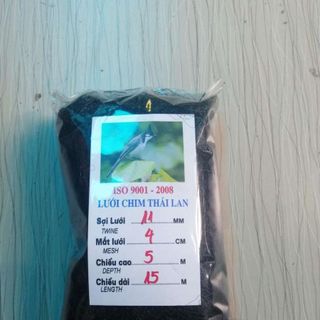 ISO 9001 - 2008
LƯỚI CHIM THÁI LAN
Sợi Lưới 11 MM
TWINE
Mắt lưới 4 CM
MESH
Chiều cao 5 M
DEPTH
Chiều dài 15 M
LENGTH